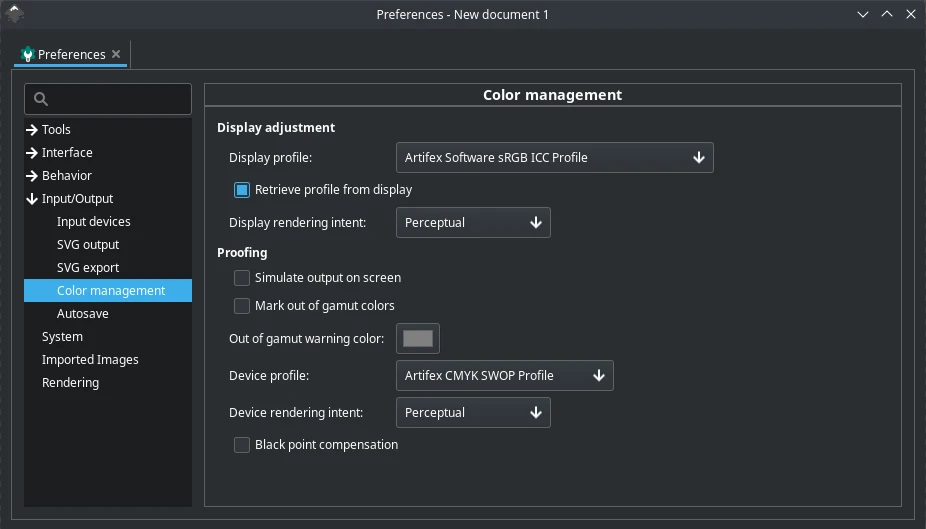 Preferences - New document 1
Preferences
Color management
Tools
Interface
Behavior
Input/Output
Input devices
SVG output
SVG export
Color management
Autosave
System
Imported Images
Rendering
Display adjustment
Display profile: Artifex Software sRGB ICC Profile
Retrieve profile from display
Display rendering intent: Perceptual
Proofing
Simulate output on screen
Mark out of gamut colors
Out of gamut warning color:
Device profile: Artifex CMYK SWOP Profile
Device rendering intent: Perceptual
Black point compensation